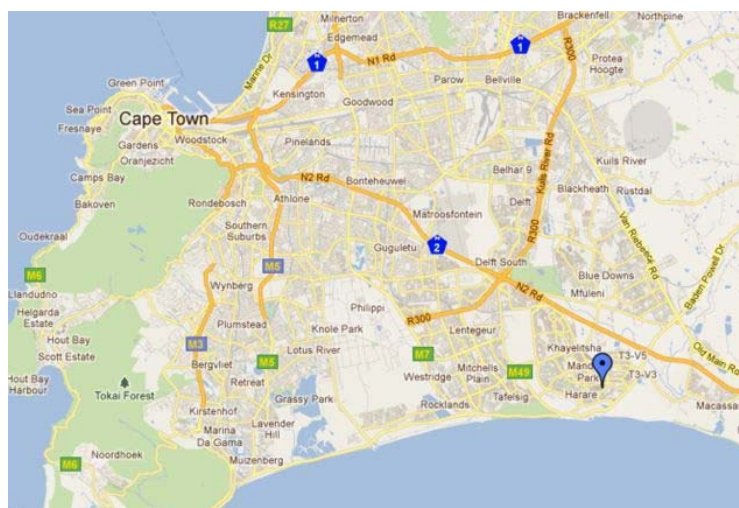 Milnerton
Brackenfell
Northpine
R27
Edgemead
1
1
N1 Rd
R300
Protea
Hoogte
Marine Dr
Parow
Bellville
Green Point
Kensington
Goodwood
Sea Point
Cape Town
Fresnaye
Woodstock
Pinelands
Gardens
Oranjezicht
Kuils River Rd
Kuils River
Camps Bay
N2 Rd
Bonteheuwel
Belhar 9
Blackheath
Rustdal
Bakoven
Rondebosch
Athlone
Delft
Matroosfontein
Oudekraal
Southern
Suburbs
R300
Van Riebeeck Rd
Guguletu
2
M6
M5
Delft South
Blue Downs
Baden Powell Dr
Llandudno
Wynberg
N2 Rd
Mfuleni
Helgarda
Estate
Philippi
R300
Plumstead
Knole Park
Lentegeur
Hout Bay
M3
Old Main Rd
Scott Estate
Bergvliet
M5
Lotus River
M7
Khayelitsha
T3-V5
Hout Bay
Harbour
Retreat
Westridge
Mitchells
Plain
M49
Mand
Park
T3-V3
Tokai Forest
Kirstenhof
Grassy Park
Rocklands
Tafelsig
Harare
Macassa
Marina
Da Gama
Lavender
Hill
Noordhoek
Muizenberg
M6